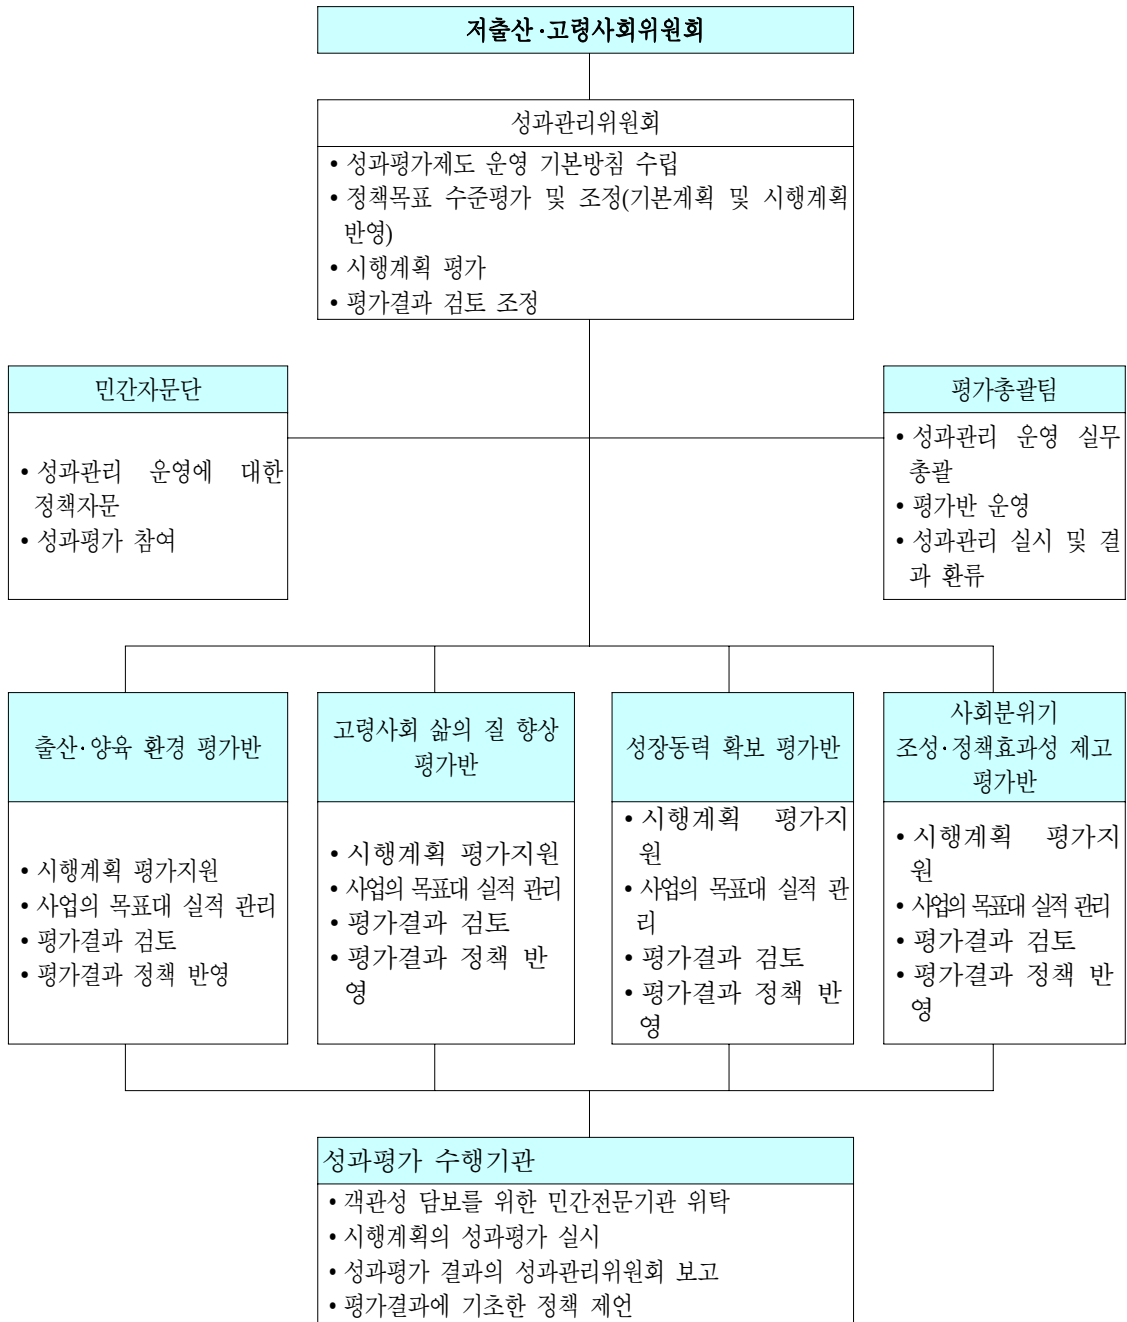 저출산·고령사회위원회
성과관리위원회
• 성과평가제도 운영 기본방침 수립
• 정책목표 수준평가 및 조정(기본계획 및 시행계획
반영)
• 시행계획 평가
• 평가결과 검토 조정
민간자문단
• 성과관리 운영에 대한
정책자문
• 성과평가 참여
평가총괄팀
• 성과관리 운영 실무
총괄
• 평가반 운영
• 성과관리 실시 및 결
과 환류
출산·양육 환경 평가반
• 시행계획 평가지원
• 사업의 목표대 실적 관리
• 평가결과 검토
• 평가결과 정책 반영
고령사회 삶의 질 향상
평가반
• 시행계획 평가지원
• 사업의 목표대 실적 관리
• 평가결과 검토
• 평가결과 정책 반
영
성장동력 확보 평가반
• 시행계획 평가지
원
• 사업의 목표대 실적 관
리
• 평가결과 검토
• 평가결과 정책 반
영
사회분위기
조성·정책효과성 제고
평가반
• 시행계획 평가지
원
• 사업의 목표대 실적 관리
• 평가결과 검토
• 평가결과 정책 반
영
성과평가 수행기관
• 객관성 담보를 위한 민간전문기관 위탁
• 시행계획의 성과평가 실시
• 성과평가 결과의 성과관리위원회 보고
• 평가결과에 기초한 정책 제언